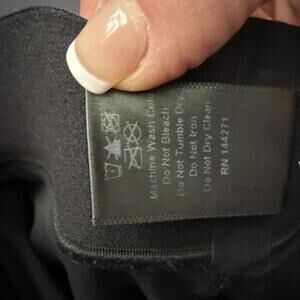 Machine Wash Cold
Do Not Bleach
Do Not Tumble Dry
Do Not Iron
Do Not Dry Clean
RN 144271